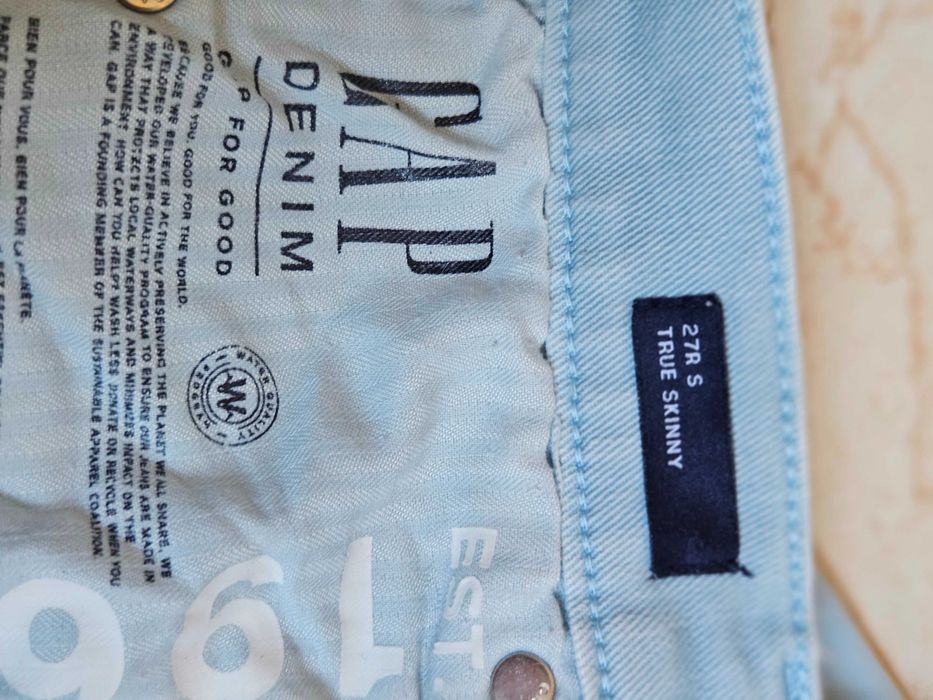 GAP
DENIM
G P FOR GOOD
GOOD FOR YOU. GOOD FOR THE WORLD.
BECAUSE WE BELIEVE IN ACTIVELY PRESERVING THE PLANET WE ALL SHARE, WE
DEVELOPED OUR WATER QUALITY PROGRAM TO ENSURE OUR JEANS ARE MADE IN
A WAY THAT PROTECTS LOCAL WATERWAYS AND MINIMIZES IMPACT ON THE
ENVIRONMENT. HOW CAN YOU HELP? WASH LESS DONATE OR RECYCLE WHEN YOU
CAN. GAP IS A FOUNDING MEMBER OF THE SUSTAINABLE APPAREL COALITION.
BIEN POUR VOUS. BIEN POUR LA PLANÈTE.
WATER QUALITY
W
EST.
196
27R S
TRUE SKINNY